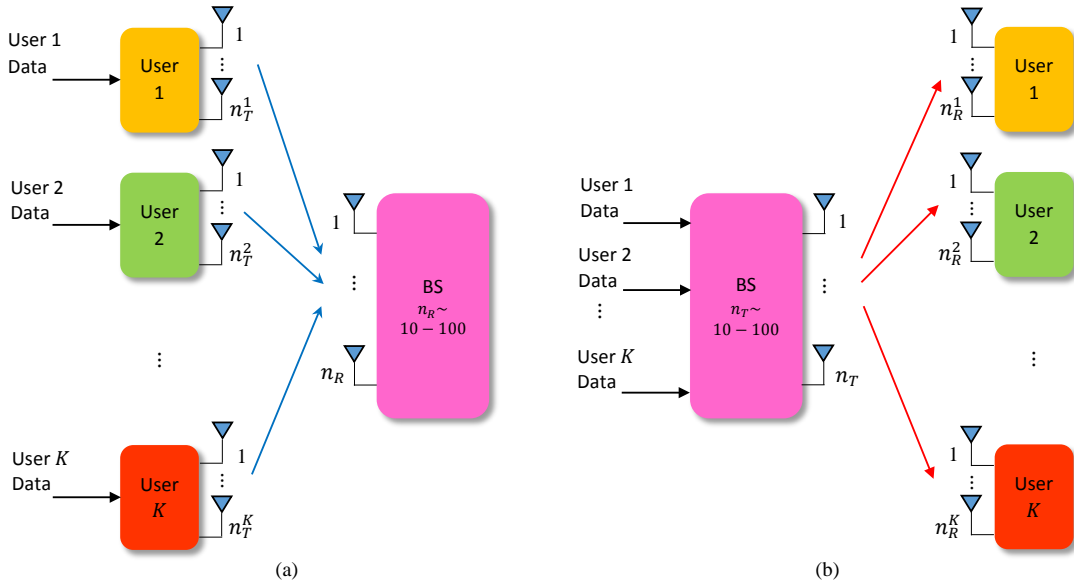 User 1
Data
User
1
1
⋯
n_T^1
User 2
Data
User
2
1
⋯
n_T^2
⋯
User K
Data
User
K
1
⋯
n_T^K
1
⋯
n_R
BS
n_R~
10 − 100
(a)
User 1
Data
User 2
Data
⋯
User K
Data
BS
n_T~
10 − 100
1
⋯
n_T
1
⋯
n_R^1
User
1
1
⋯
n_R^2
User
2
⋯
1
⋯
n_R^K
User
K
(b)